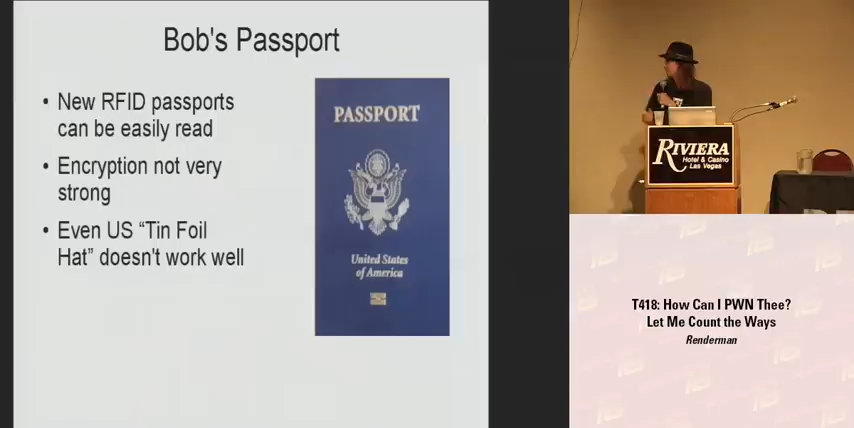 Bob's Passport
• New RFID passports
can be easily read
• Encryption not very
strong
• Even US “Tin Foil
Hat” doesn't work well
PASSPORT
United States
of America
RIVIERA
Hotel & Casino
Las Vegas
T418: How Can I PWN Thee?
Let Me Count the Ways
Renderman